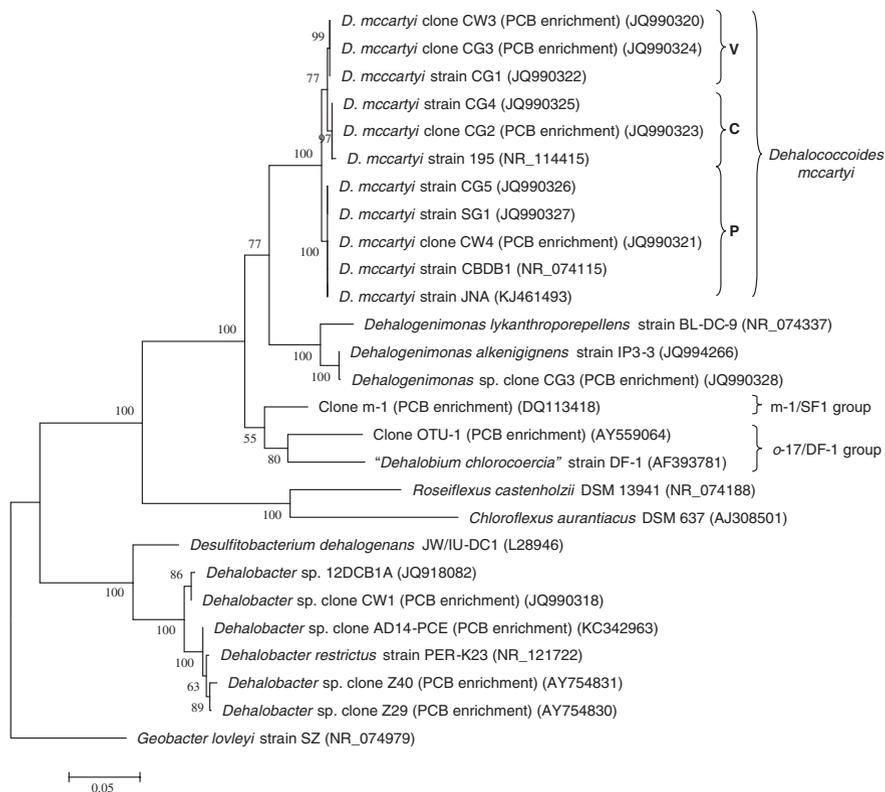 D. mccartyi clone CW3 (PCB enrichment) (JQ990320)
99
D. mccartyi clone CG3 (PCB enrichment) (JQ990324)
V
77
D. mcccartyi strain CG1 (JQ990322)
D. mccartyi strain CG4 (JQ990325)
D. mccartyi clone CG2 (PCB enrichment) (JQ990323)
C
97
100
D. mccartyi strain 195 (NR_114415)
Dehalococcoides
mccartyi
D. mccartyi strain CG5 (JQ990326)
D. mccartyi strain SG1 (JQ990327)
P
77
D. mccartyi clone CW4 (PCB enrichment) (JQ990321)
100
D. mccartyi strain CBDB1 (NR_074115)
D. mccartyi strain JNA (KJ461493)
100
Dehalogenimonas lykanthroporepellens strain BL-DC-9 (NR_074337)
100
Dehalogenimonas alkenigignens strain IP3-3 (JQ994266)
100
Dehalogenimonas sp. clone CG3 (PCB enrichment) (JQ990328)
100
Clone m-1 (PCB enrichment) (DQ113418)
m-1/SF1 group
55
Clone OTU-1 (PCB enrichment) (AY559064)
o-17/DF-1 group
80
“Dehalobium chlorocoercia” strain DF-1 (AF393781)
Roseiflexus castenholzii DSM 13941 (NR_074188)
100
Chloroflexus aurantiacus DSM 637 (AJ308501)
Desulfitobacterium dehalogenans JW/IU-DC1 (L28946)
86
Dehalobacter sp. 12DCB1A (JQ918082)
100
Dehalobacter sp. clone CW1 (PCB enrichment) (JQ990318)
100
Dehalobacter sp. clone AD14-PCE (PCB enrichment) (KC342963)
100
Dehalobacter restrictus strain PER-K23 (NR_121722)
63
Dehalobacter sp. clone Z40 (PCB enrichment) (AY754831)
89
Dehalobacter sp. clone Z29 (PCB enrichment) (AY754830)
Geobacter lovleyi strain SZ (NR_074979)
0.05